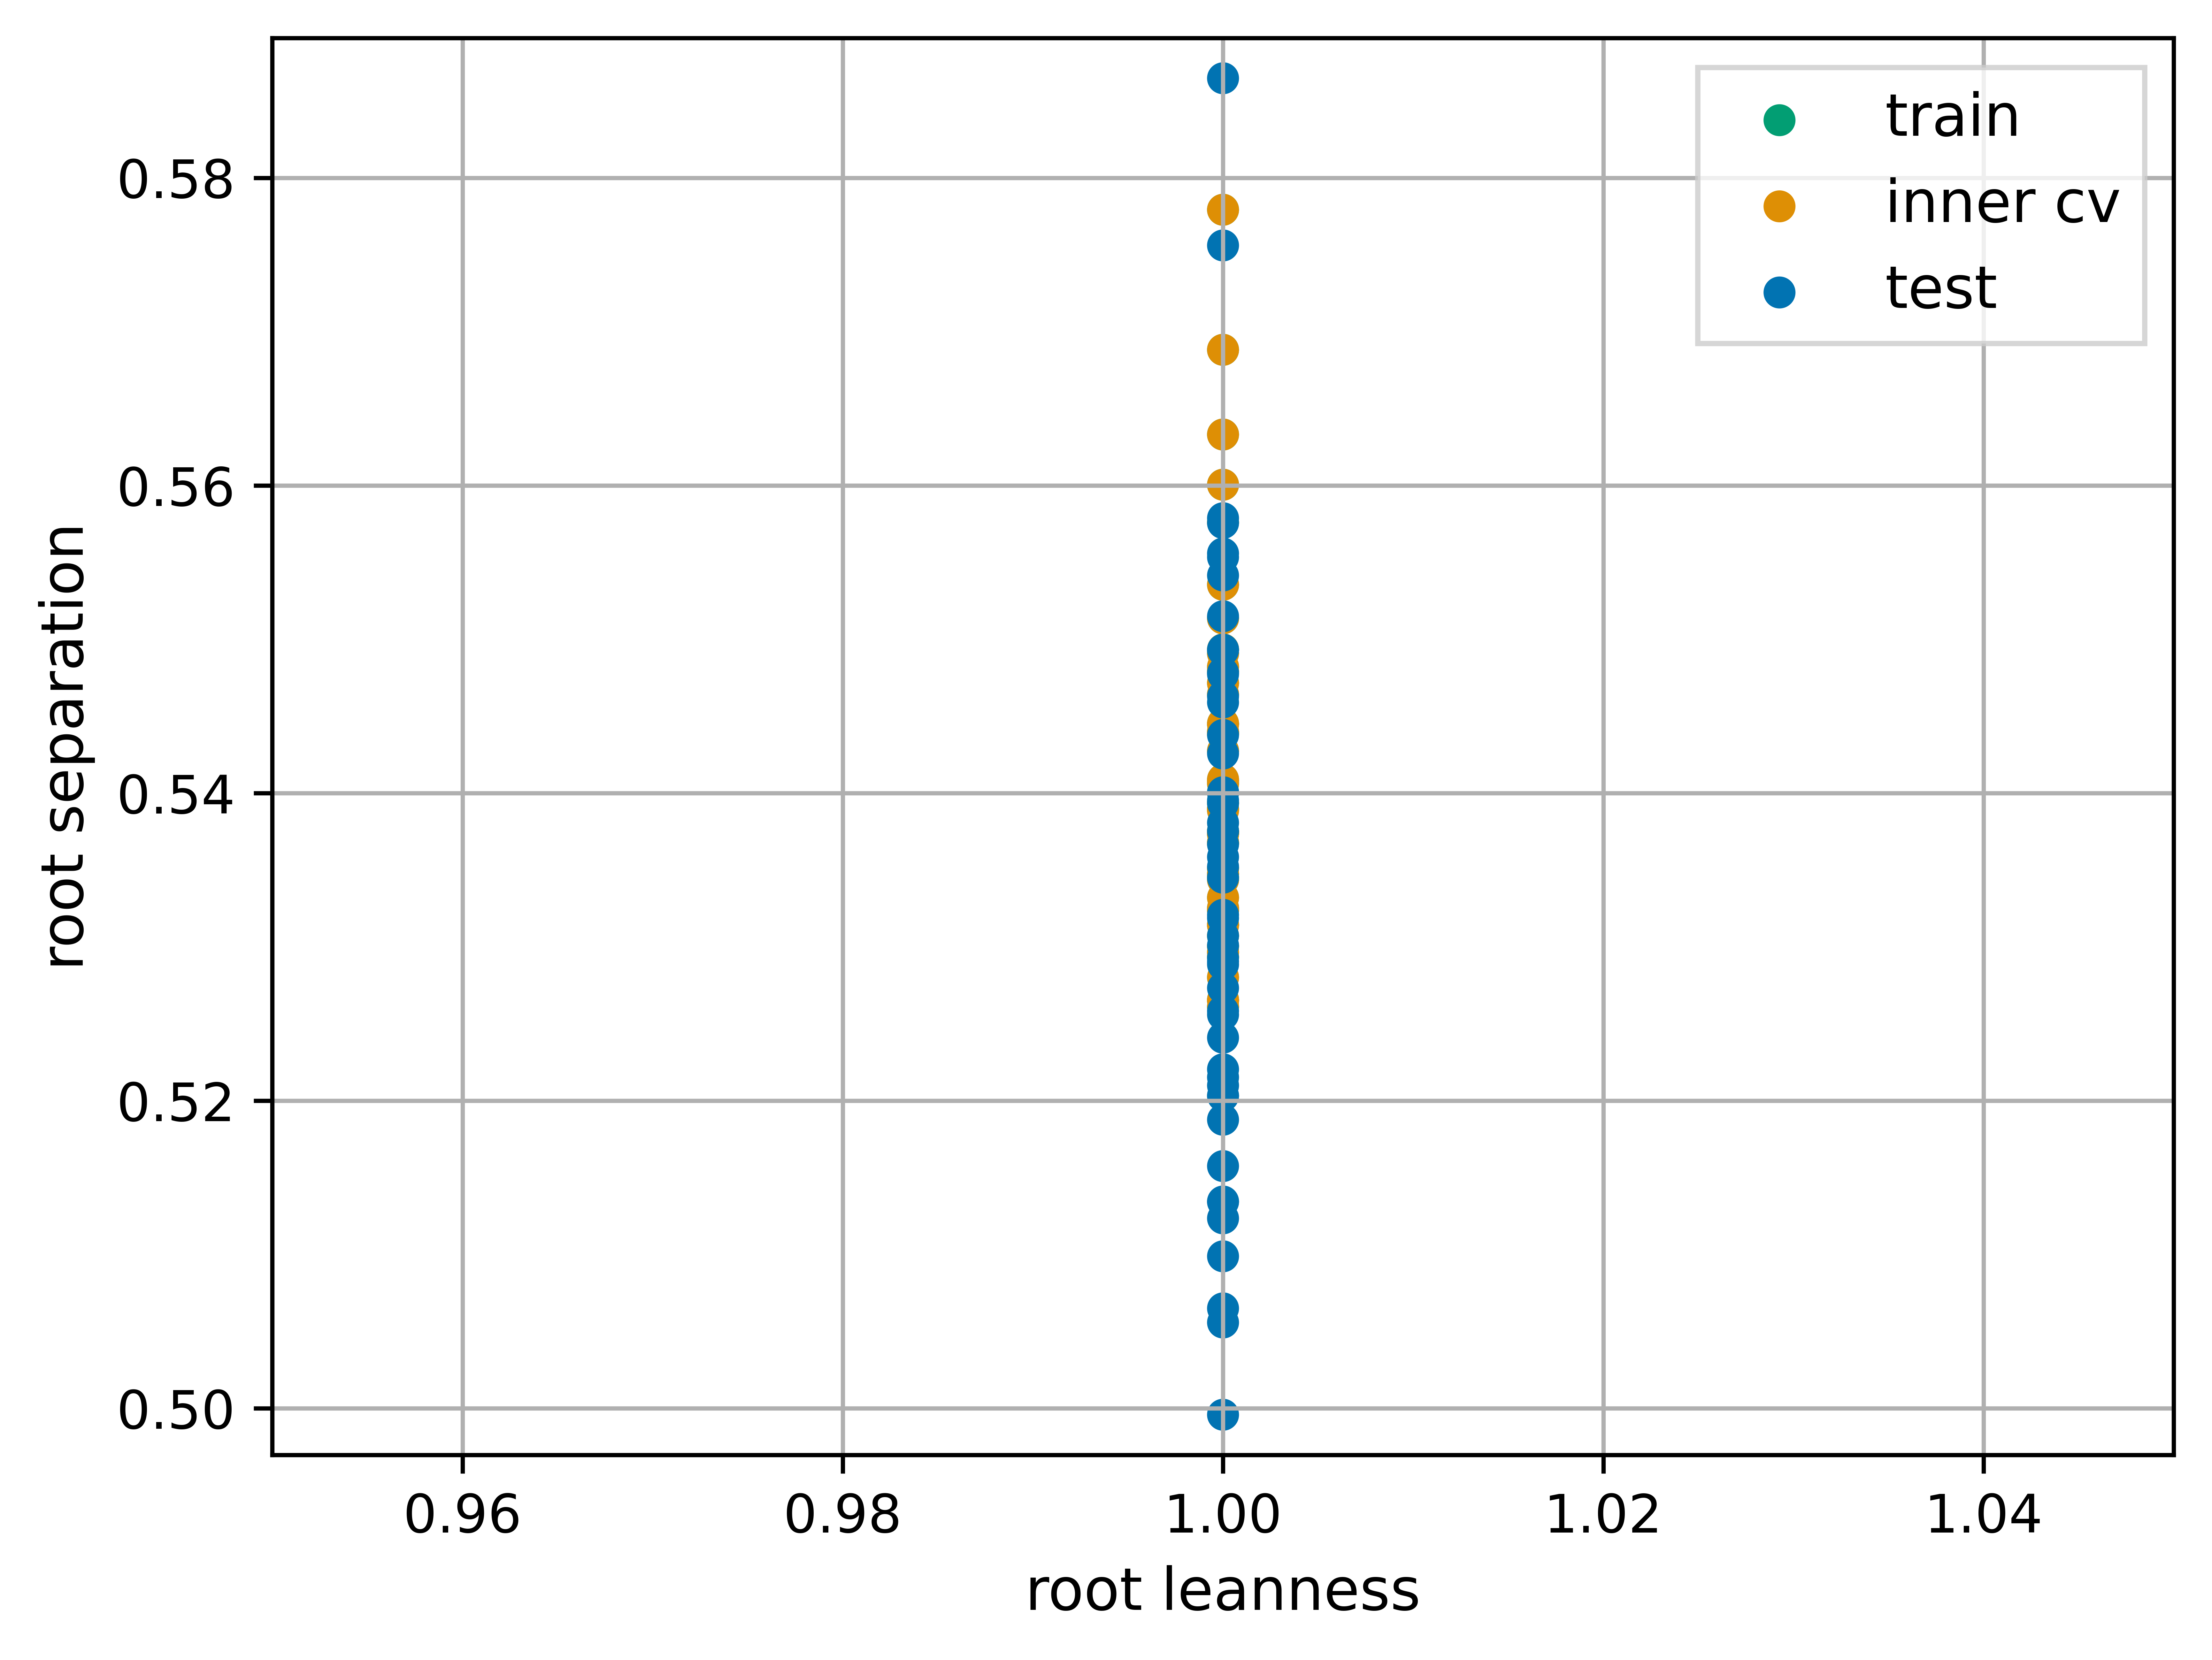 train
inner cv
test
0.58
0.56
0.54
0.52
0.50
root separation
0.96 0.98 1.00 1.02 1.04
root leanness